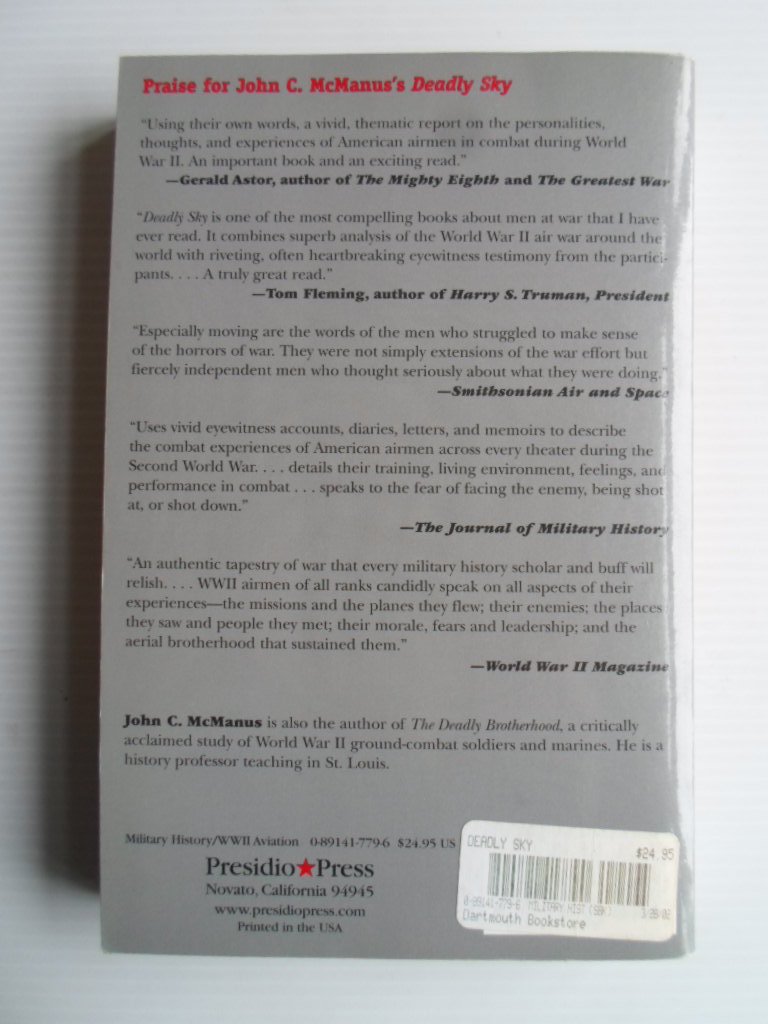 Praise for John C. McManus's Deadly Sky
“Using their own words, a vivid, thematic report on the personalities,
thoughts, and experiences of American airmen in combat during World
War II. An important book and an exciting read.”
—Gerald Astor, author of The Mighty Eighth and The Greatest War
“Deadly Sky is one of the most compelling books about men at war that I have
ever read. It combines superb analysis of the World War II air war around the
world with riveting, often heartbreaking eyewitness testimony from the partici-
pants. . . . A truly great read.”
—Tom Fleming, author of Harry S. Truman, President
“Especially moving are the words of the men who struggled to make sense
of the horrors of war. They were not simply extensions of the war effort but
fiercely independent men who thought seriously about what they were doing.”
—Smithsonian Air and Space
“Uses vivid eyewitness accounts, diaries, letters, and memoirs to describe
the combat experiences of American airmen across every theater during the
Second World War. . . . details their training, living environment, feelings, and
performance in combat . . . speaks to the fear of facing the enemy, being shot
at, or shot down.”
—The Journal of Military History
“An authentic tapestry of war that every military history scholar and buff will
relish. . . . WWII airmen of all ranks candidly speak on all aspects of their
experiences—the missions and the planes they flew; their enemies; the places
they saw and people they met; their morale, fears and leadership; and the
aerial brotherhood that sustained them.”
—World War II Magazine
John C. McManus is also the author of The Deadly Brotherhood, a critically
acclaimed study of World War II ground-combat soldiers and marines. He is a
history professor teaching in St. Louis.
Military History/WWII Aviation 0-89141-779-6 $24.95 US
Presidio★Press
Novato, California 94945
www.presidiopress.com
Printed in the USA
DEADLY SKY
$24.95
0-89141-779-6 MILITARY HIST (SBK) 3/28/02
Dartmouth Bookstore